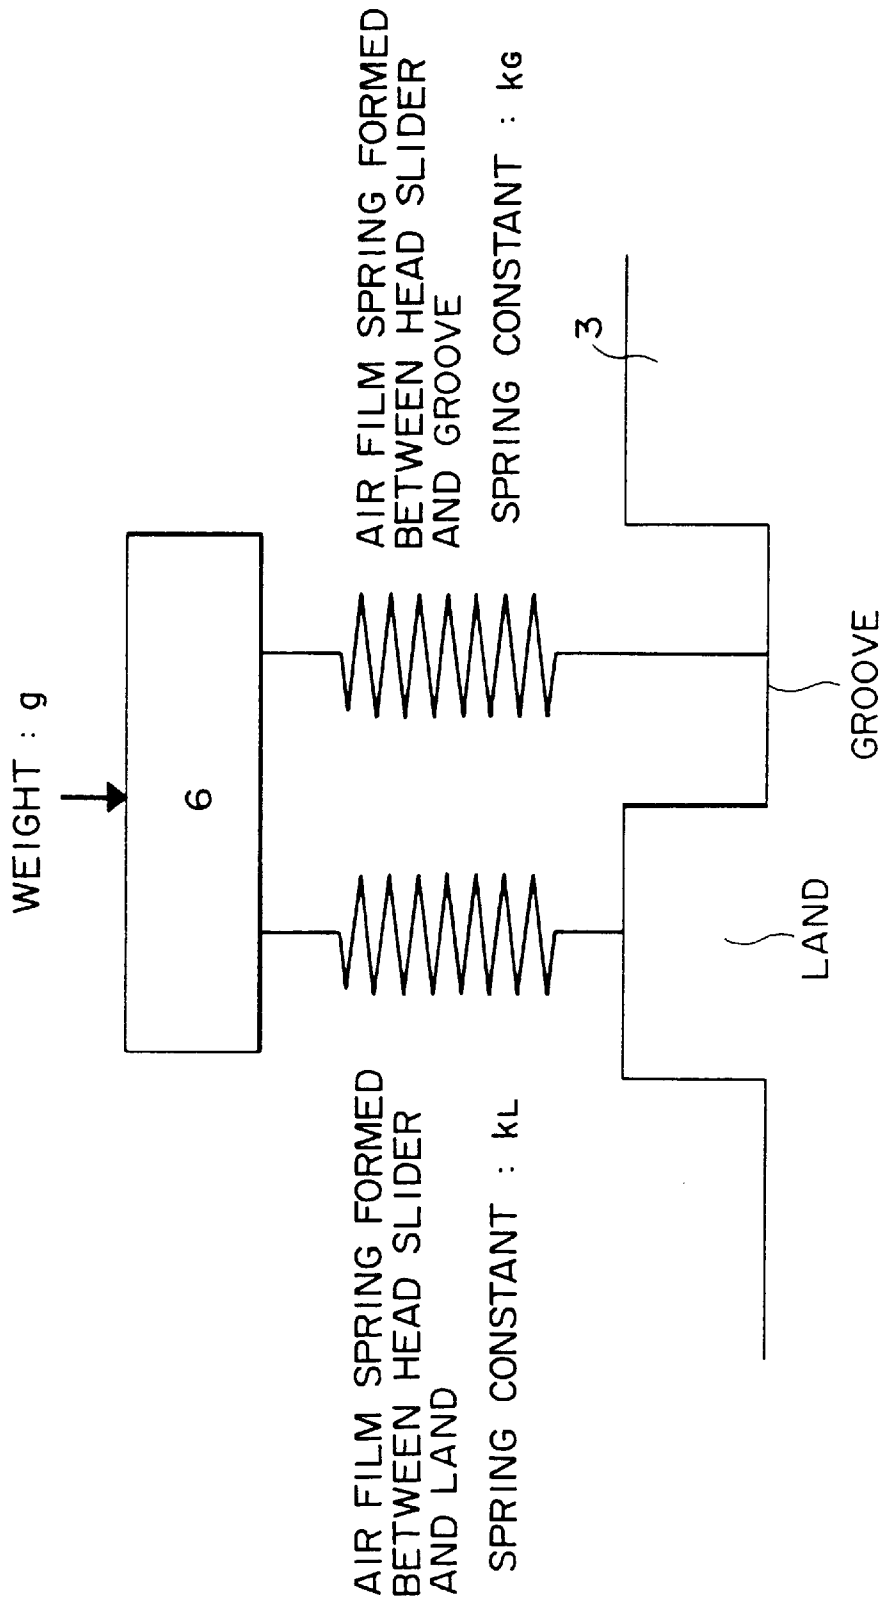 WEIGHT : g
6
AIR FILM SPRING FORMED
BETWEEN HEAD SLIDER
AND LAND
SPRING CONSTANT : kL
AIR FILM SPRING FORMED
BETWEEN HEAD SLIDER
AND GROOVE
SPRING CONSTANT : kG
3
LAND
GROOVE